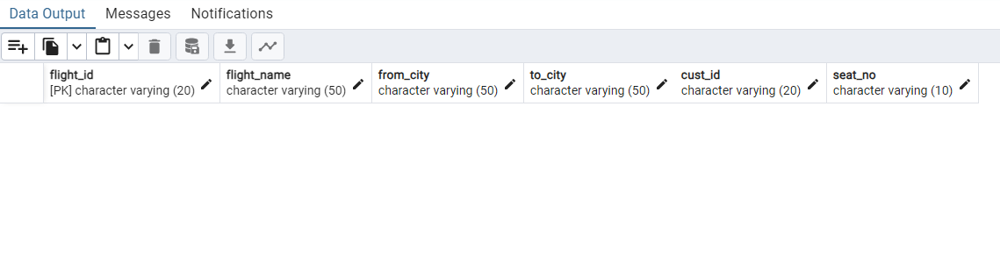 Data Output Messages Notifications
flight_id flight_name from_city to_city cust_id seat_no
[PK] character varying (20) character varying (50) character varying (50) character varying (50) character varying (20) character varying (10)